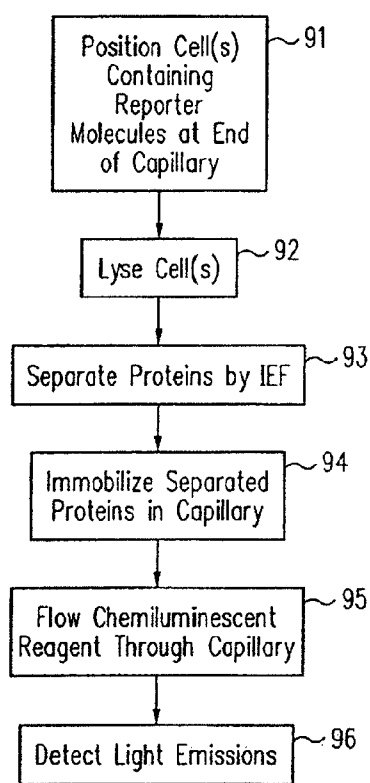 Position Cell(s)
Containing
Reporter
Molecules at End
of Capillary
91
Lyse Cell(s)
92
Separate Proteins by IEF
93
Immobilize Separated
Proteins in Capillary
94
Flow Chemiluminescent
Reagent Through Capillary
95
Detect Light Emissions
96